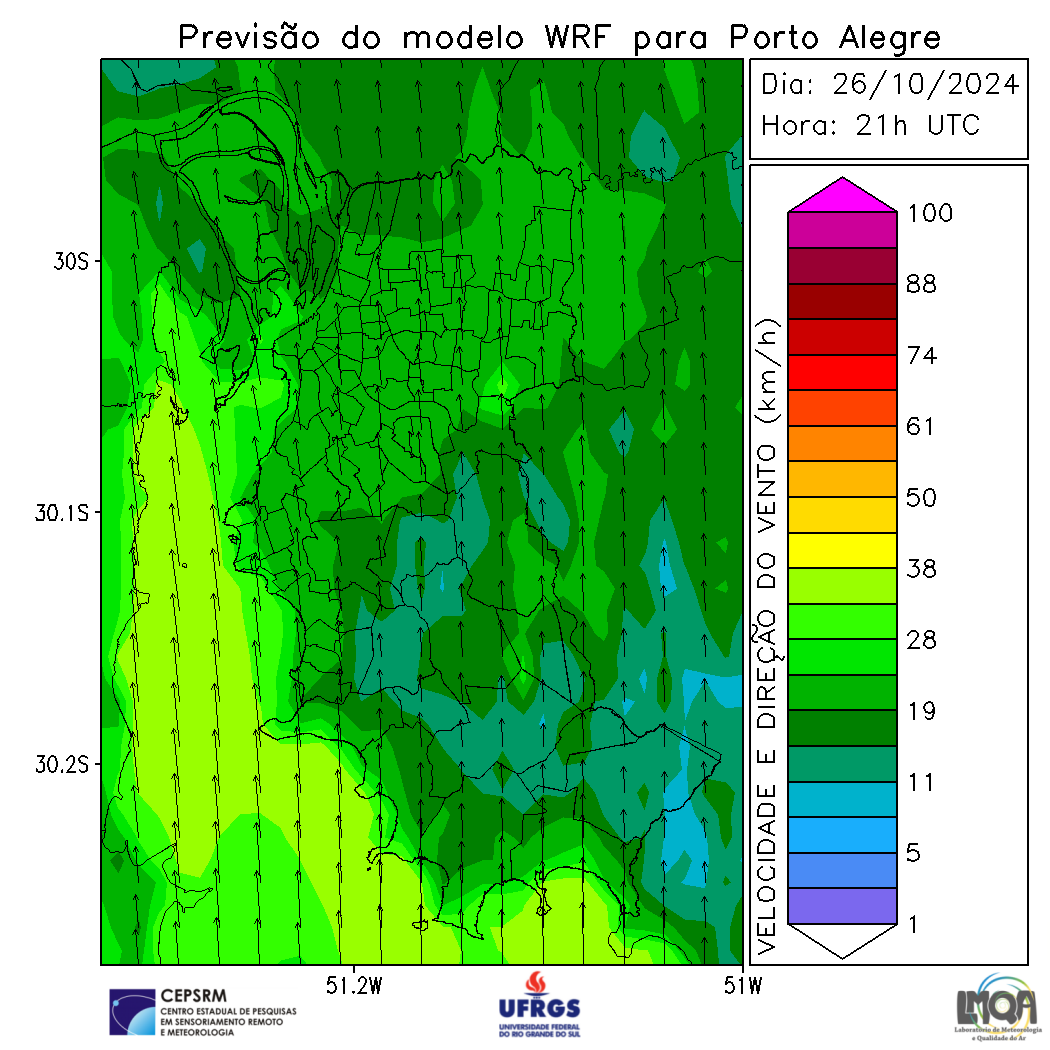 Previsão do modelo WRF para Porto Alegre
Dia: 26/10/2024
Hora: 21h UTC
30S
30.1S
30.2S
51.2W
51W
VELOCIDADE E DIREÇÃO DO VENTO (km/h)
100
88
74
61
50
38
28
19
11
5
1
CEPSRM
CENTRO ESTADUAL DE PESQUISAS
EM SENSORIAMENTO REMOTO
E METEOROLOGIA
UFRGS
UNIVERSIDADE FEDERAL
DO RIO GRANDE DO SUL
LMQA
Laboratório de Meteorologia
e Qualidade do Ar